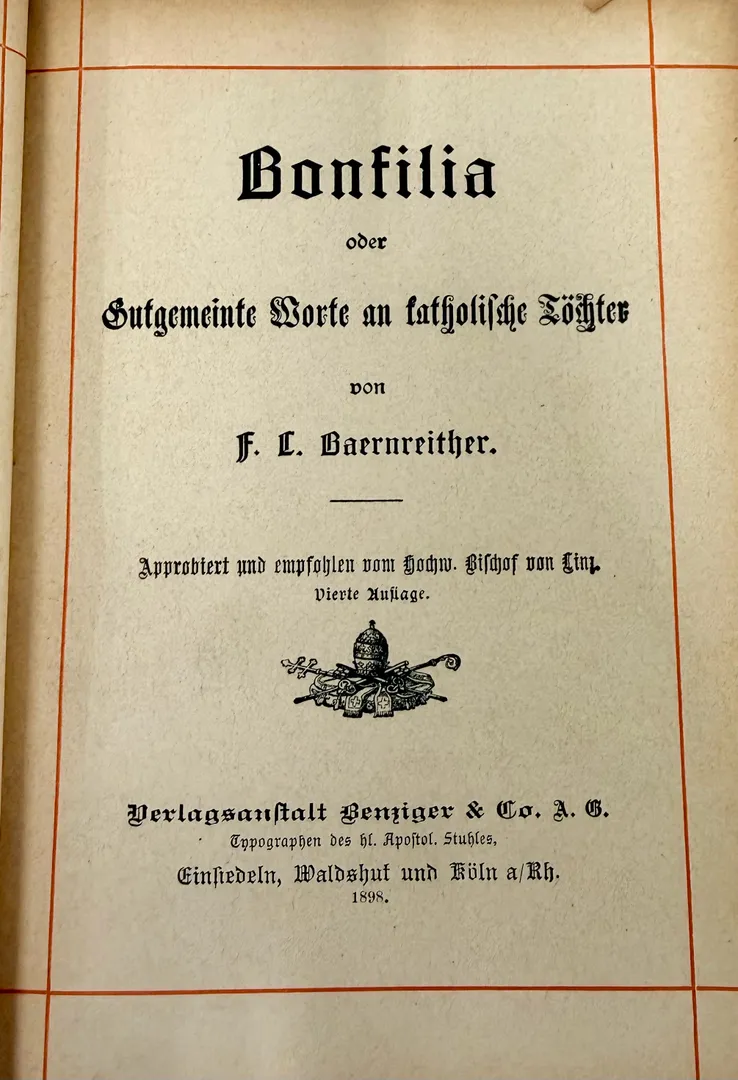 Bonfilia
oder
Gutgemeinte Worte an katholische Töchter
von
F. L. Baernreither.
Approbiert und empfohlen vom Hochw. Bischof von Linz.
Vierte Auflage.
Verlagsanstalt Benziger & Co. A. G.
Typographen des hl. Apostol. Stuhles,
Einsiedeln, Waldshut und Köln a/Rh.
1898.